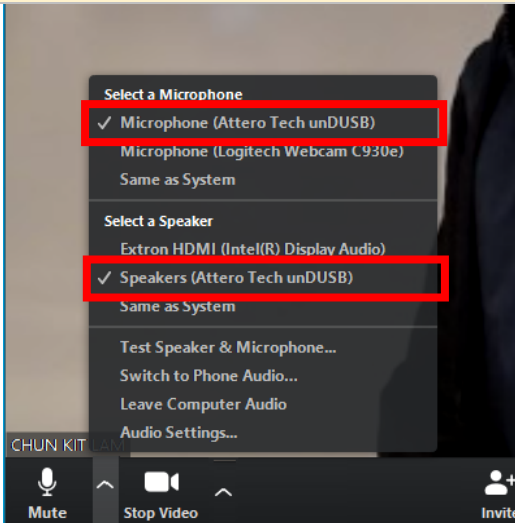 Select a Microphone
✓ Microphone (Attero Tech unDUSB)
Microphone (Logitech Webcam C930e)
Same as System
Select a Speaker
Extron HDMI (Intel(R) Display Audio)
✓ Speakers (Attero Tech unDUSB)
Same as System
Test Speaker & Microphone...
Switch to Phone Audio...
Leave Computer Audio
Audio Settings...
CHUN KIT LAM
Mute
Stop Video
Invite